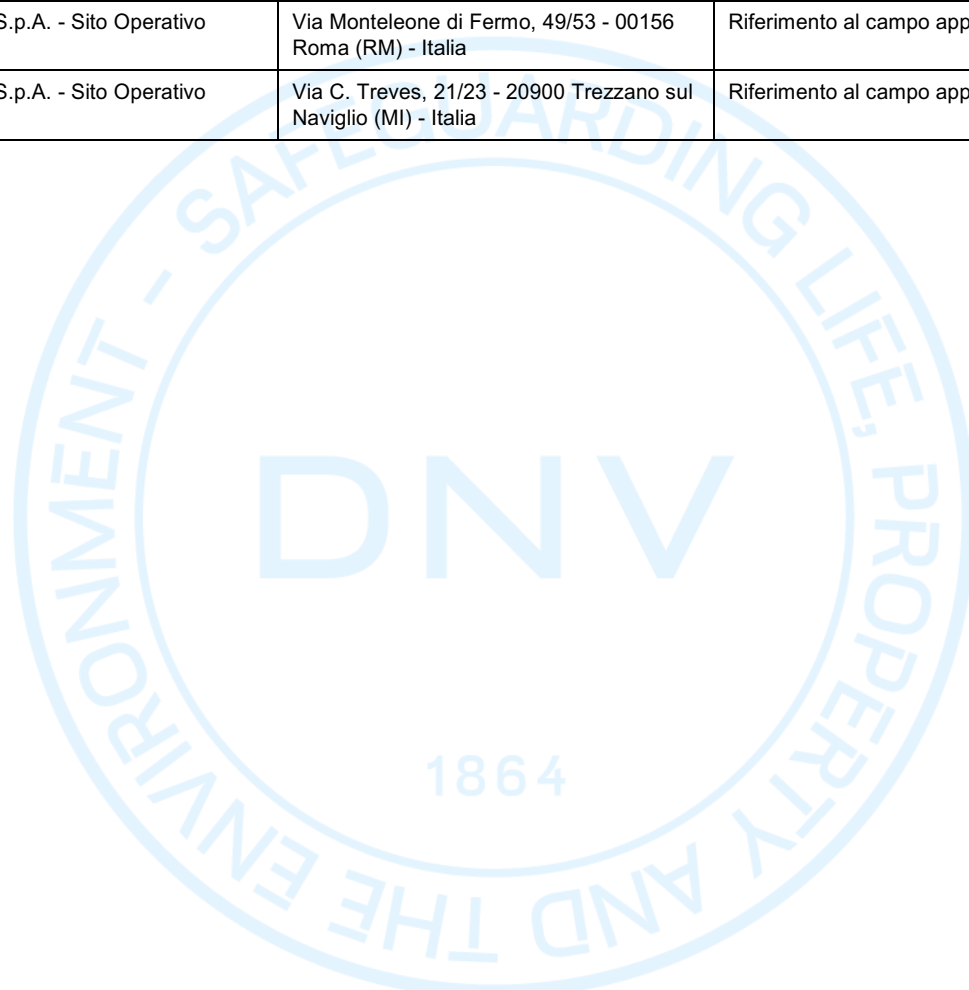 S.p.A. - Sito Operativo
Via Monteleone di Fermo, 49/53 - 00156
Roma (RM) - Italia
Riferimento al campo app
S.p.A. - Sito Operativo
Via C. Treves, 21/23 - 20900 Trezzano sul
Naviglio (MI) - Italia
Riferimento al campo app
SAFEGUARDING LIFE, PROPERTY AND THE ENVIRONMENT -
DNV
1864